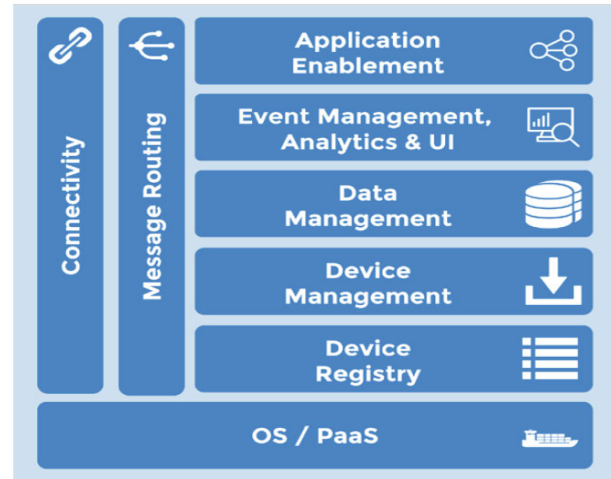 Connectivity
Message Routing
Application
Enablement
Event Management,
Analytics & UI
Data
Management
Device
Management
Device
Registry
OS / PaaS